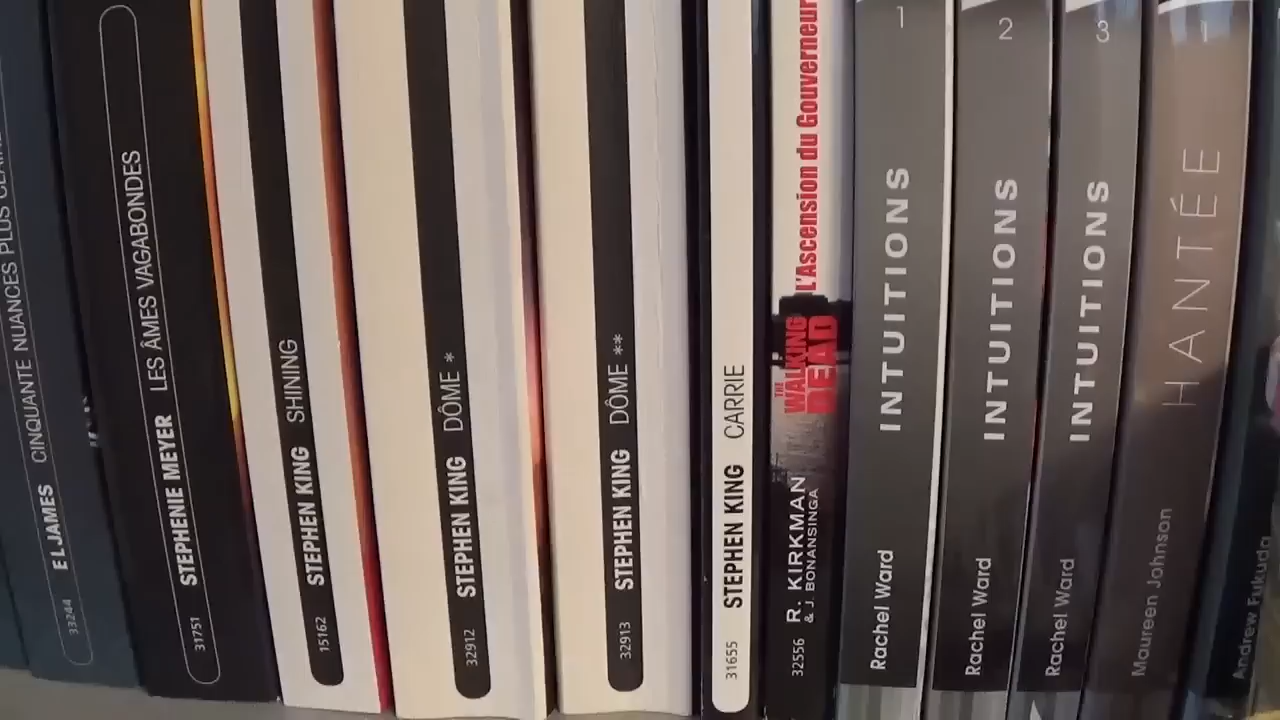 33244 E L JAMES CINQUANTE NUANCES PLUS CLAIRES
31751 STEPHENIE MEYER LES ÂMES VAGABONDES
15162 STEPHEN KING SHINING
32912 STEPHEN KING DÔME *
32913 STEPHEN KING DÔME **
31655 STEPHEN KING CARRIE
32556 R. KIRKMAN
& J. BONANSINGA
THE
WALKING
DEAD
L'Ascension du Gouverneur
Rachel Ward INTUITIONS 1
Rachel Ward INTUITIONS 2
Rachel Ward INTUITIONS 3
Maureen Johnson HANTÉE 1
Andrew Fukuda